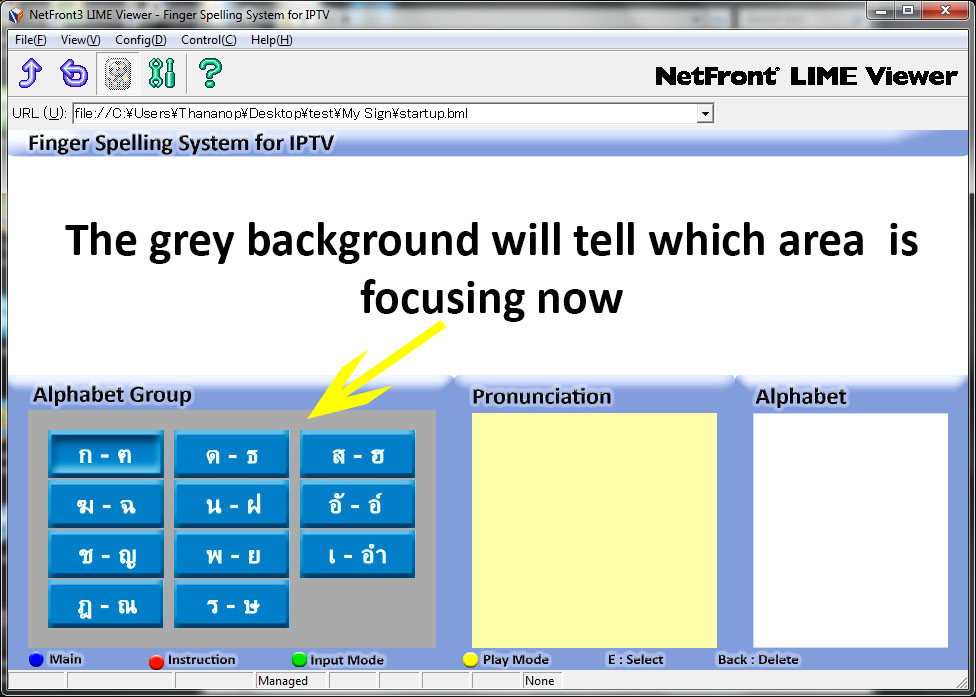 NetFront3 LIME Viewer - Finger Spelling System for IPTV
File(F) View(V) Config(D) Control(C) Help(H)
NetFront® LIME Viewer
URL (U): file://C:¥Users¥Thananop¥Desktop¥test¥My Sign¥startup.bml
Finger Spelling System for IPTV
The grey background will tell which area is
focusing now
Alphabet Group Pronunciation Alphabet
ก - ฅ ด - ธ ส - ฮ
ฆ - ฉ น - ฝ อั - อ์
ช - ญ พ - ย เ - อำ
ฎ - ณ ร - ษ
Main Instruction Input Mode Play Mode E : Select Back : Delete
Managed None